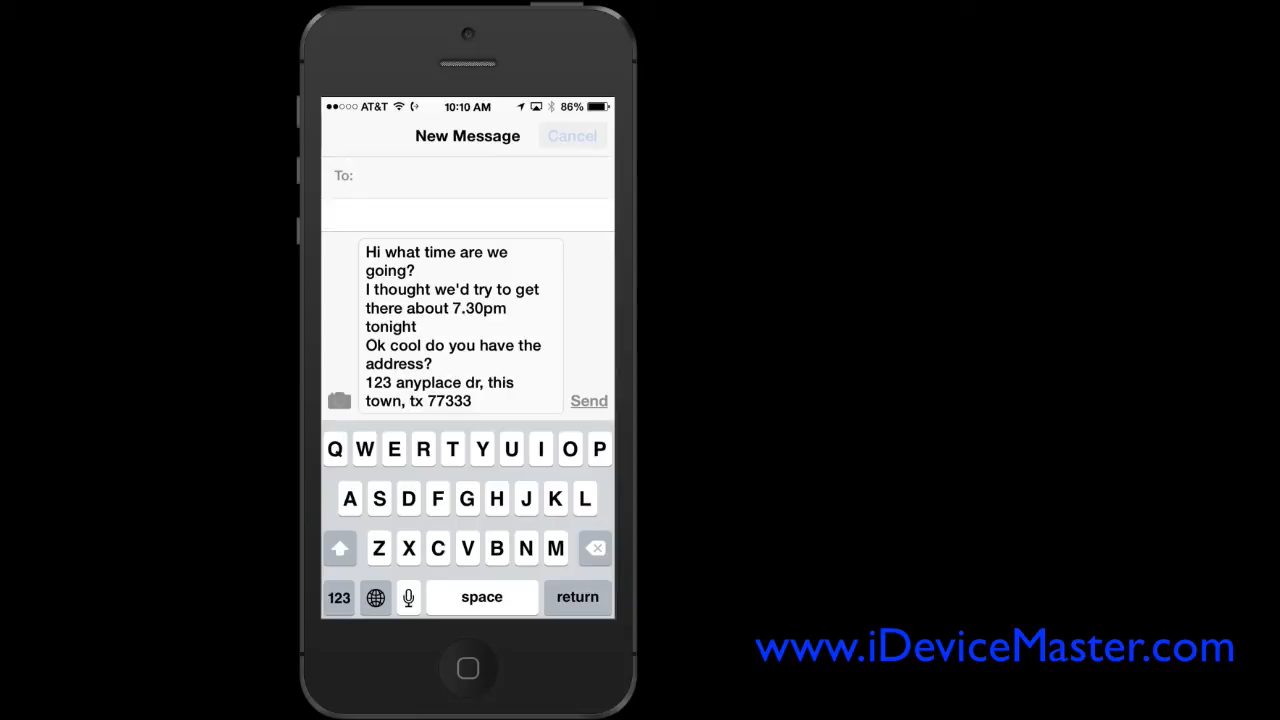 AT&T 10:10 AM 86%
New Message Cancel
To:
Hi what time are we
going?
I thought we'd try to get
there about 7.30pm
tonight
Ok cool do you have the
address?
123 anyplace dr, this
town, tx 77333
Send
Q W E R T Y U I O P
A S D F G H J K L
Z X C V B N M
123 space return
www.iDeviceMaster.com